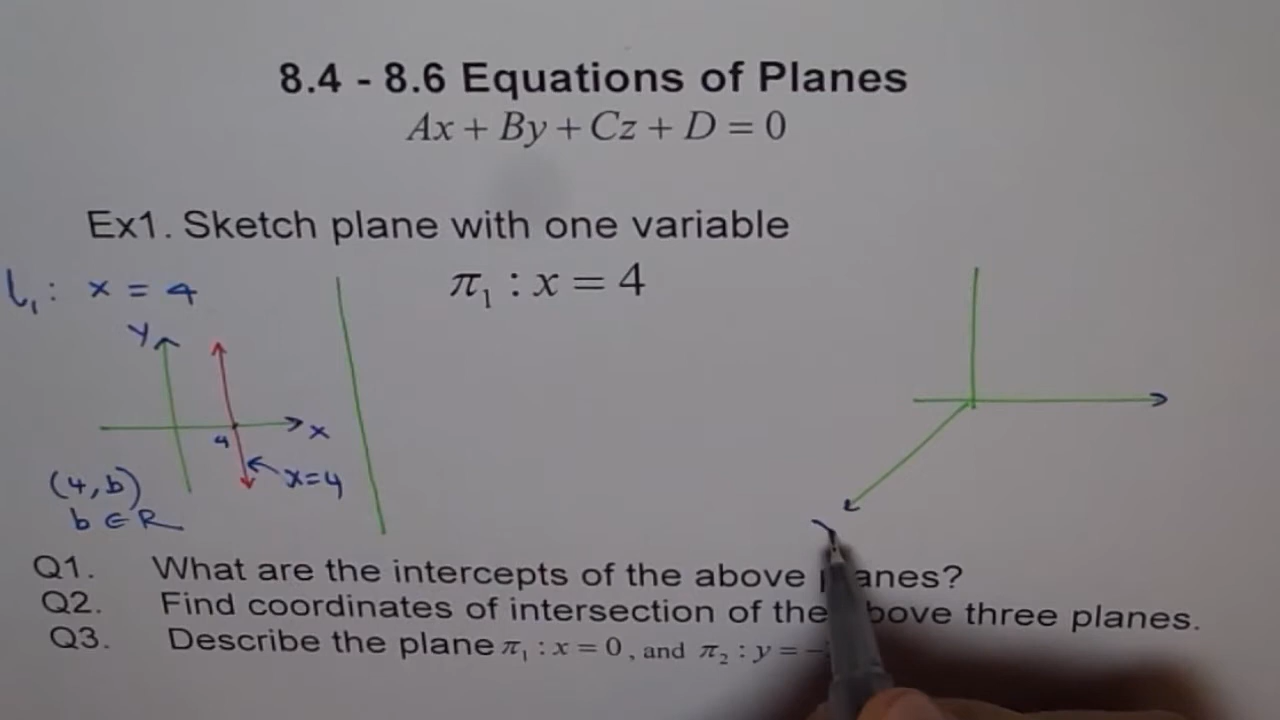 8.4 - 8.6 Equations of Planes
Ax + By + Cz + D = 0
Ex1. Sketch plane with one variable
l₁: x = 4
π₁ : x = 4
y
x
4
x=4
(4,b)
b ∈ R
Q1. What are the intercepts of the above planes?
Q2. Find coordinates of intersection of the above three planes.
Q3. Describe the plane π₁ : x = 0 , and π₂ : y = –